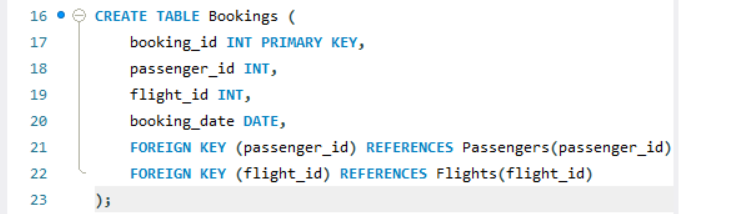 16 CREATE TABLE Bookings (
17 booking_id INT PRIMARY KEY,
18 passenger_id INT,
19 flight_id INT,
20 booking_date DATE,
21 FOREIGN KEY (passenger_id) REFERENCES Passengers(passenger_id)
22 FOREIGN KEY (flight_id) REFERENCES Flights(flight_id)
23 );